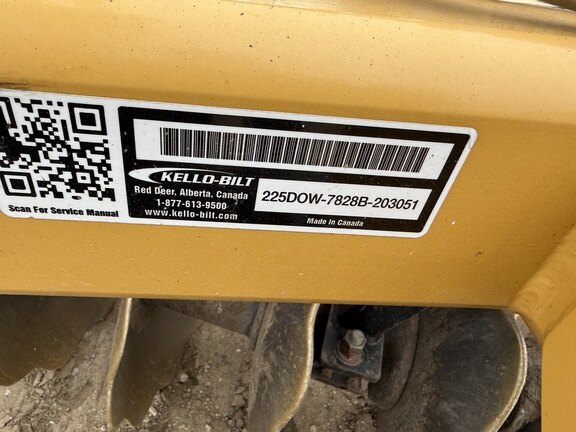 Scan For Service Manual
KELLO-BILT
Red Deer, Alberta, Canada
1-877-613-9500
www.kello-bilt.com
225DOW-7828B-203051
Made In Canada